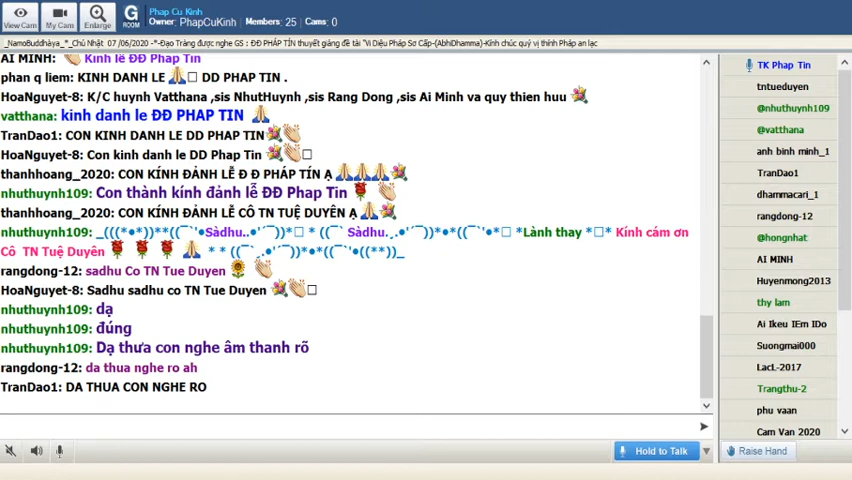 View Cam
My Cam
Enlarge
G
ROOM
Phap Cu Kinh
Owner: PhapCuKinh Members: 25 Cams: 0
_NamoBuddhàya_*_Chủ Nhật 07 /06/2020 -*-Đạo Tràng được nghe GS : ĐĐ PHÁP TÍN thuyết giảng đề tài "Vi Diệu Pháp Sơ Cấp-(AbhiDhamma)-Kính chúc quý vị thính Pháp an lạc
AI MINH: Kính lễ ĐĐ Pháp Tín
phan q liem: KINH DANH LE DD PHAP TIN .
HoaNguyet-8: K/C huynh Vatthana ,sis NhutHuynh ,sis Rang Dong ,sis Ai Minh va quy thien huu
vatthana: kinh danh le ĐĐ PHAP TIN
TranDao1: CON KINH DANH LE DD PHAP TIN
HoaNguyet-8: Con kinh danh le DD Phap Tin
thanhhoang_2020: CON KÍNH ĐẢNH LỄ Đ Đ PHÁP TÍN Ạ
nhuthuynh109: Con thành kính đảnh lễ ĐĐ Phap Tin
thanhhoang_2020: CON KÍNH ĐẢNH LỄ CÔ TN TUỆ DUYÊN Ạ
nhuthuynh109: Sàdhu Sàdhu Lành thay Kính cám ơn
Cô TN Tuệ Duyên
rangdong-12: sadhu Co TN Tue Duyen
HoaNguyet-8: Sadhu sadhu co TN Tue Duyen
nhuthuynh109: dạ
nhuthuynh109: đúng
nhuthuynh109: Dạ thưa con nghe âm thanh rõ
rangdong-12: da thua nghe ro ah
TranDao1: DA THUA CON NGHE RO
Hold to Talk
TK Phap Tin
tntueduyen
@nhuthuynh109
@vatthana
anh binh minh_1
TranDao1
dhammacari_1
rangdong-12
@hongnhat
AI MINH
Huyenmong2013
thy lam
Ai Ikeu IEm IDo
Suongmai000
LacL-2017
Trangthu-2
phu vaan
Cam Van 2020
Raise Hand